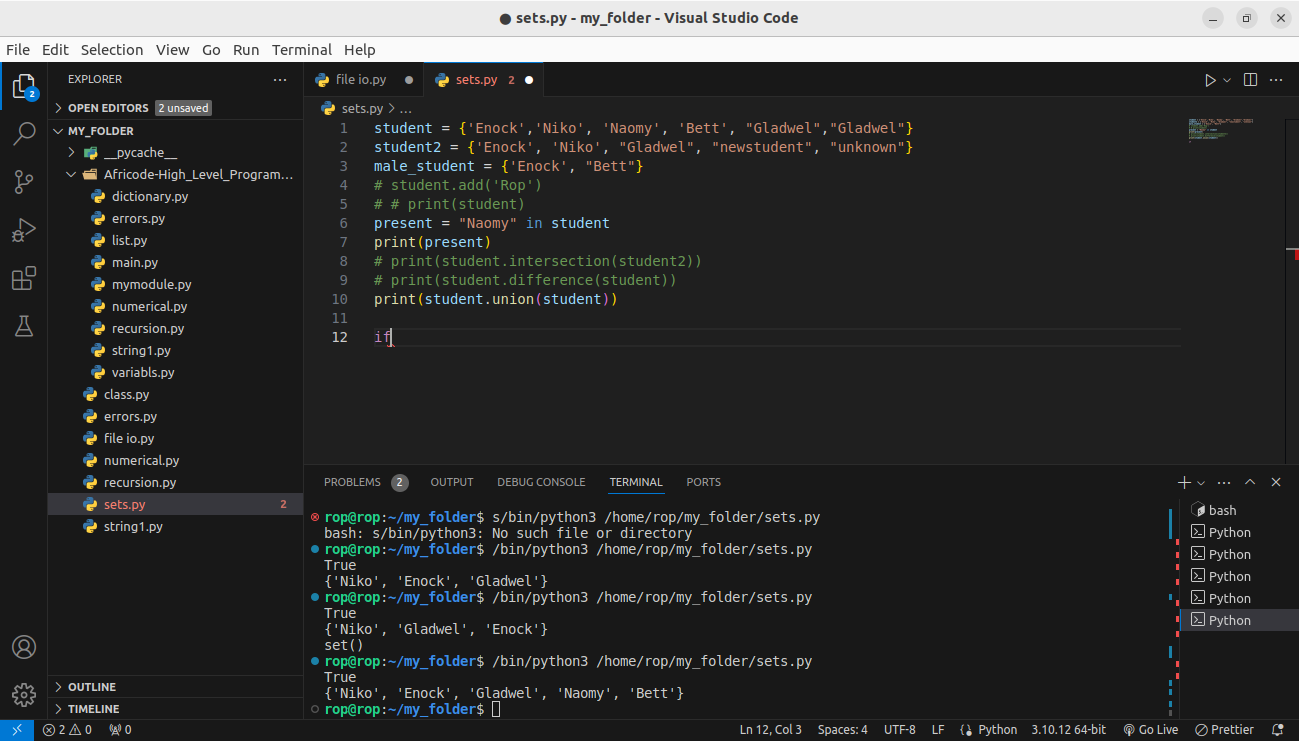 ● sets.py - my_folder - Visual Studio Code
File Edit Selection View Go Run Terminal Help
EXPLORER
OPEN EDITORS 2 unsaved
MY_FOLDER
__pycache__
Africode-High_Level_Program...
dictionary.py
errors.py
list.py
main.py
mymodule.py
numerical.py
recursion.py
string1.py
variabls.py
class.py
errors.py
file io.py
numerical.py
recursion.py
sets.py 2
string1.py
OUTLINE
TIMELINE
2
file io.py ● sets.py 2 ●
sets.py > ...
1 student = {'Enock','Niko', 'Naomy', 'Bett', "Gladwel","Gladwel"}
2 student2 = {'Enock', 'Niko', "Gladwel", "newstudent", "unknown"}
3 male_student = {'Enock', "Bett"}
4 # student.add('Rop')
5 # # print(student)
6 present = "Naomy" in student
7 print(present)
8 # print(student.intersection(student2))
9 # print(student.difference(student))
10 print(student.union(student))
11
12 if
PROBLEMS 2 OUTPUT DEBUG CONSOLE TERMINAL PORTS
rop@rop:~/my_folder$ s/bin/python3 /home/rop/my_folder/sets.py
bash: s/bin/python3: No such file or directory
rop@rop:~/my_folder$ /bin/python3 /home/rop/my_folder/sets.py
True
{'Niko', 'Enock', 'Gladwel'}
rop@rop:~/my_folder$ /bin/python3 /home/rop/my_folder/sets.py
True
{'Niko', 'Gladwel', 'Enock'}
set()
rop@rop:~/my_folder$ /bin/python3 /home/rop/my_folder/sets.py
True
{'Niko', 'Enock', 'Gladwel', 'Naomy', 'Bett'}
rop@rop:~/my_folder$
bash
Python
Python
Python
Python
Python
2 0 0 Ln 12, Col 3 Spaces: 4 UTF-8 LF Python 3.10.12 64-bit Go Live Prettier